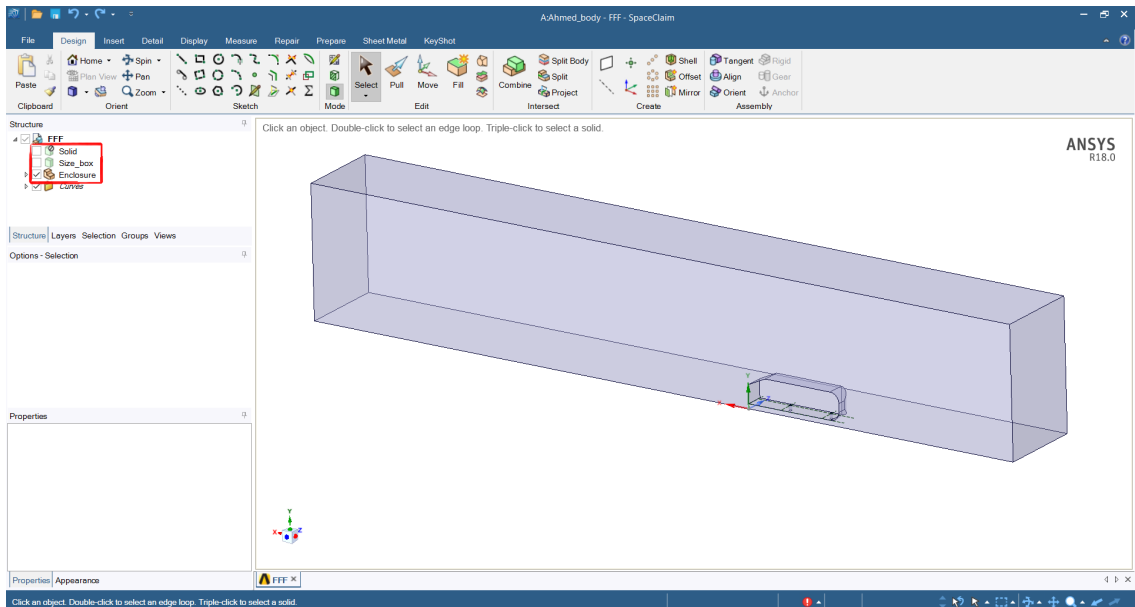 A:Ahmed_body - FFF - SpaceClaim
File Design Insert Detail Display Measure Repair Prepare Sheet Metal KeyShot
Paste
Home
Plan View
Spin
Pan
Zoom
Select
Pull
Move
Fill
Combine
Split Body
Split
Project
Shell
Offset
Mirror
Tangent
Align
Orient
Rigid
Gear
Anchor
Clipboard Orient Sketch Mode Edit Intersect Create Assembly
Structure
FFF
Solid
Size_box
Enclosure
Curves
Structure Layers Selection Groups Views
Options - Selection
Properties
Properties Appearance
Click an object. Double-click to select an edge loop. Triple-click to select a solid.
ANSYS
R18.0
Y
X
Z
Y
X
Z
FFF
Click an object. Double-click to select an edge loop. Triple-click to select a solid.